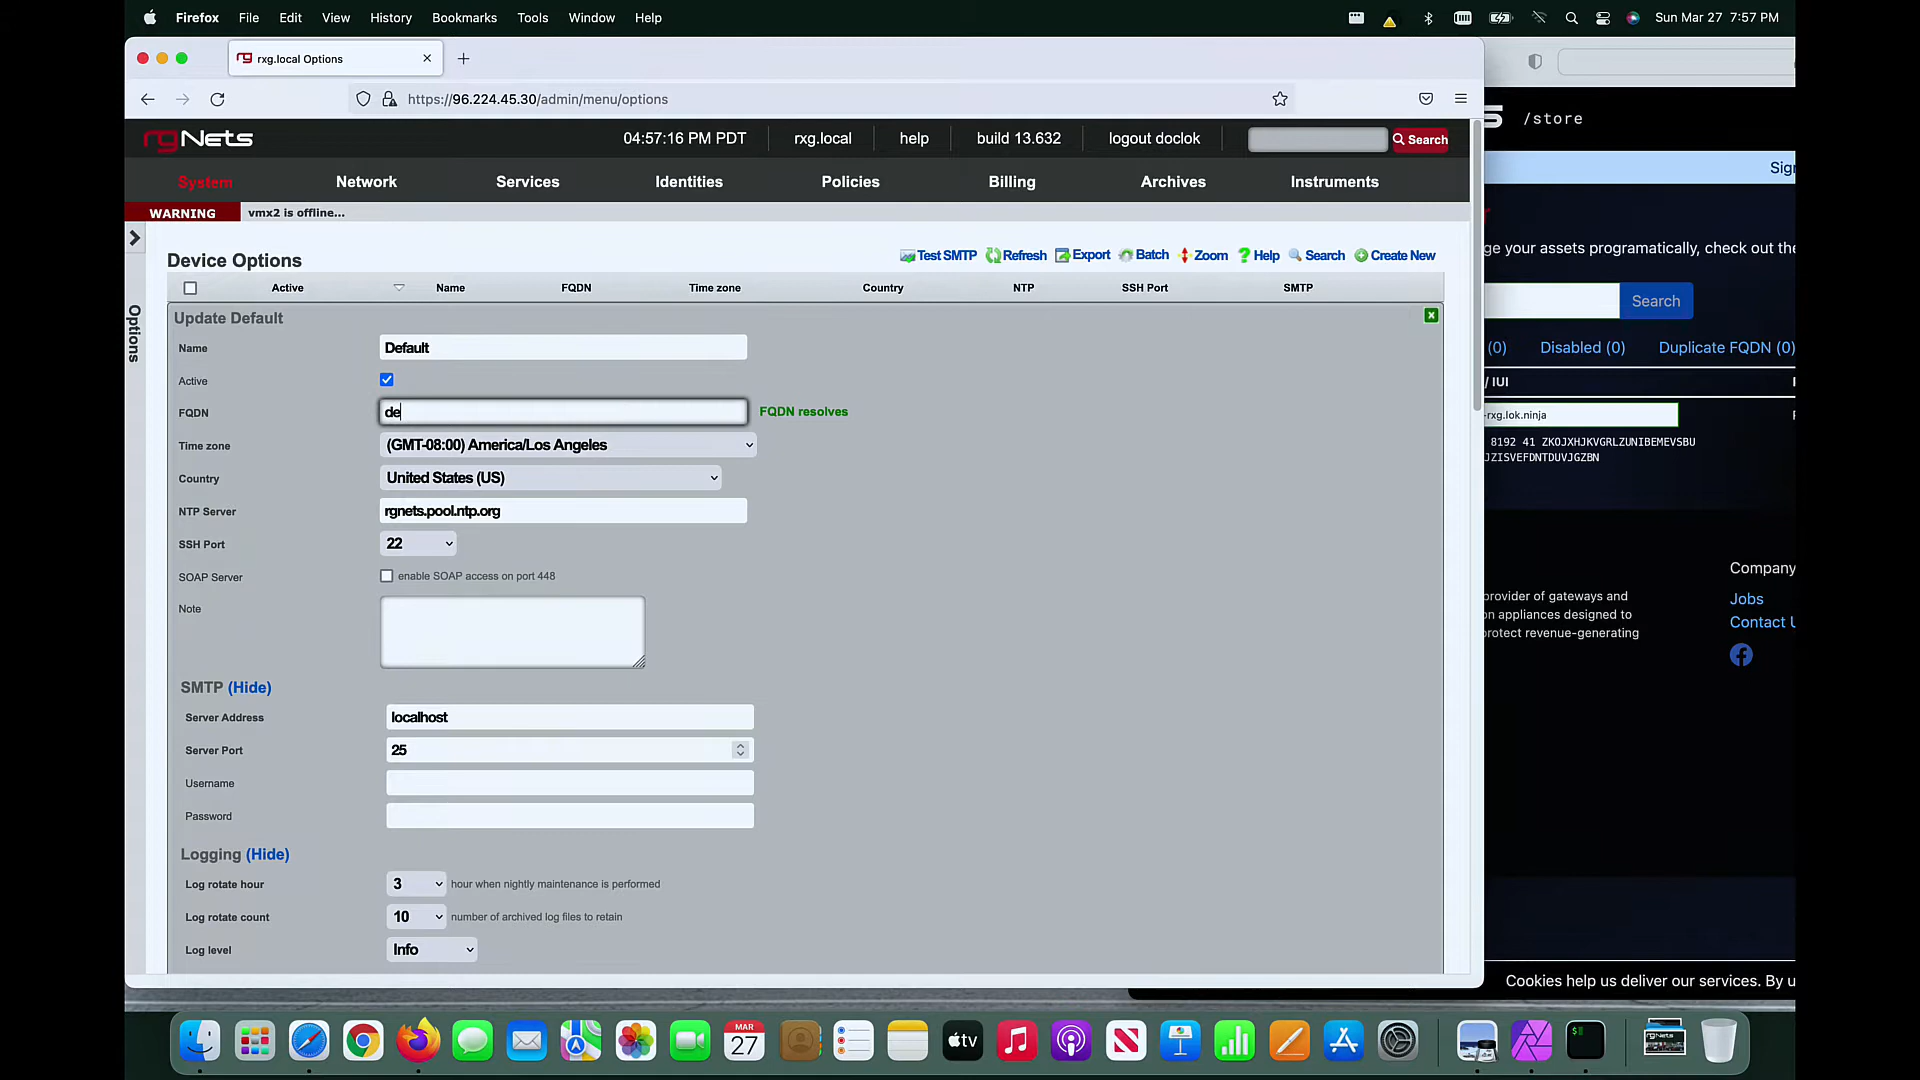 Firefox File Edit View History Bookmarks Tools Window Help Sun Mar 27 7:57 PM
rxg.local Options
https://96.224.45.30/admin/menu/options
rgNets 04:57:16 PM PDT rxg.local help build 13.632 logout doclok Search
System Network Services Identities Policies Billing Archives Instruments
WARNING vmx2 is offline...
Options
Device Options Test SMTP Refresh Export Batch Zoom Help Search Create New
Active Name FQDN Time zone Country NTP SSH Port SMTP
Update Default
Name Default
Active
FQDN de FQDN resolves
Time zone (GMT-08:00) America/Los Angeles
Country United States (US)
NTP Server rgnets.pool.ntp.org
SSH Port 22
SOAP Server enable SOAP access on port 448
Note
SMTP (Hide)
Server Address localhost
Server Port 25
Username
Password
Logging (Hide)
Log rotate hour 3 hour when nightly maintenance is performed
Log rotate count 10 number of archived log files to retain
Log level Info
/store
ge your assets programatically, check out the
Search
(0) Disabled (0) Duplicate FQDN (0)
/ IUI
-rxg.lok.ninja
8192 41 ZKOJXHJKVGRLZUNIBEMEVSBU
JZISVEFDNTDUVJGZBN
Company
provider of gateways and Jobs
on appliances designed to Contact
protect revenue-generating
Cookies help us deliver our services. By
MAR
27
tv